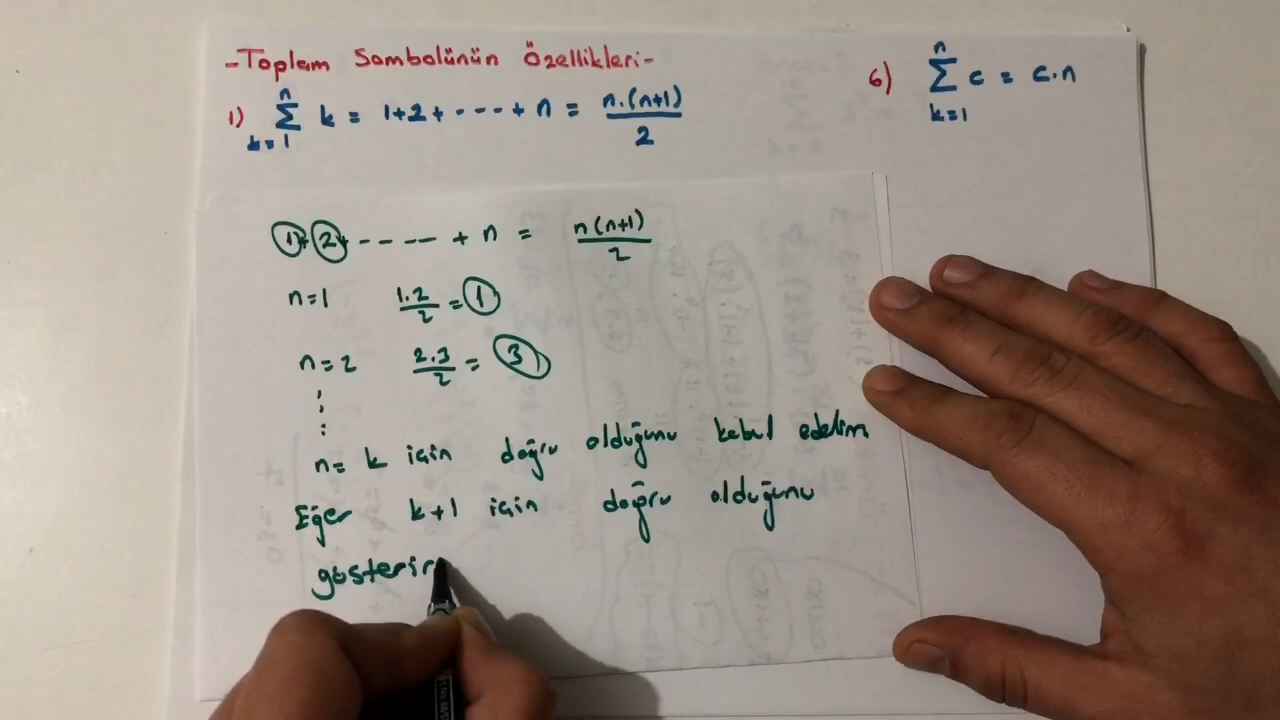 -Toplam Sembolünün Özellikleri-
1) n Σ k=1 k = 1+2+ ---- + n = n.(n+1) / 2
6) n Σ k=1 c = c.n
1+2+ ----- + n = n(n+1) / 2
n=1 1.2 / 2 = 1
n=2 2.3 / 2 = 3
n= k için doğru olduğunu kabul edelim
Eğer k+1 için doğru olduğunu
gösterir